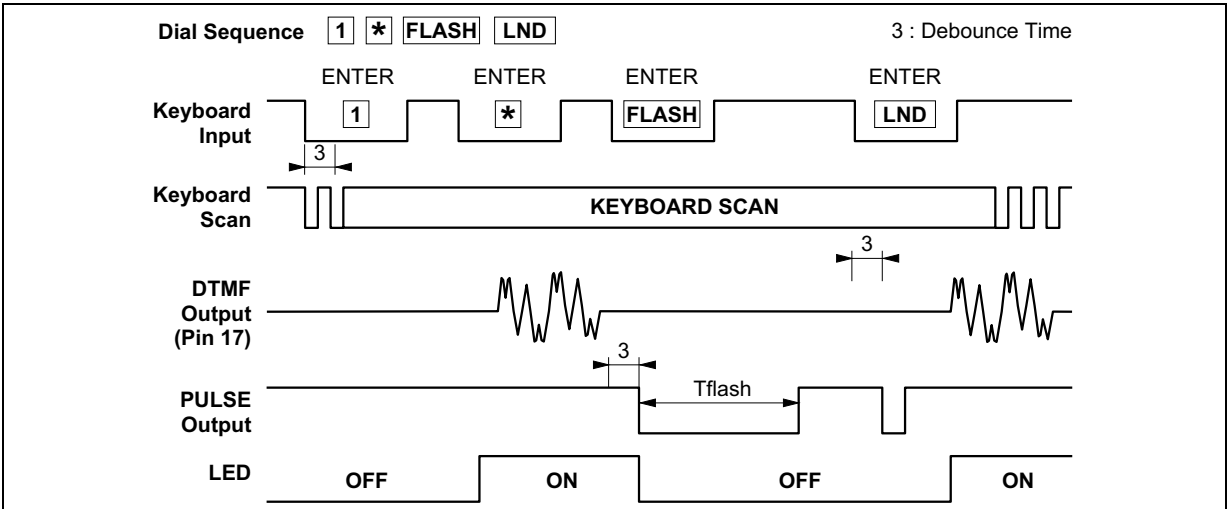 Dial Sequence 1 * FLASH LND 3 : Debounce Time
ENTER ENTER ENTER ENTER
Keyboard Input 1 * FLASH LND
3
Keyboard Scan KEYBOARD SCAN
3
DTMF Output (Pin 17)
3
PULSE Output Tflash
LED OFF ON OFF ON